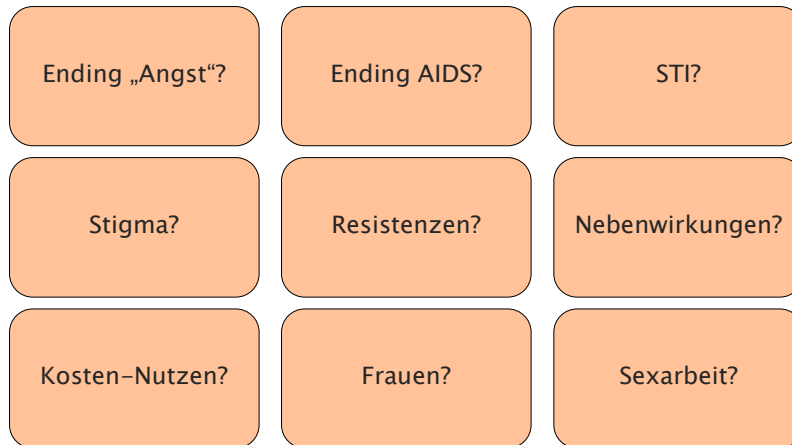 Ending „Angst“?
Ending AIDS?
STI?
Stigma?
Resistenzen?
Nebenwirkungen?
Kosten-Nutzen?
Frauen?
Sexarbeit?